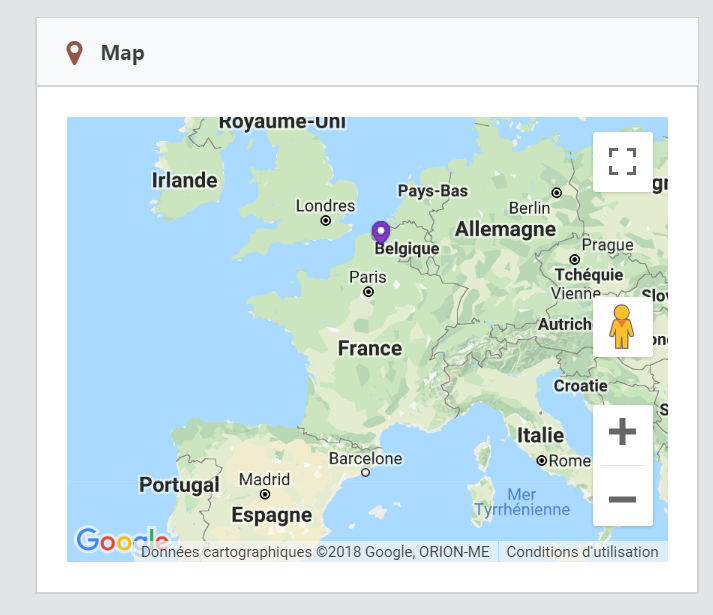 Map
Royaume-Uni
Irlande
Pays-Bas
Londres
Berlin
Allemagne
Belgique
Prague
Paris
Tchéquie
Vienne
France
Croatie
Italie
Barcelone
Rome
Madrid
Portugal
Mer
Tyrrhénienne
Espagne
Google
Données cartographiques ©2018 Google, ORION-ME
Conditions d'utilisation